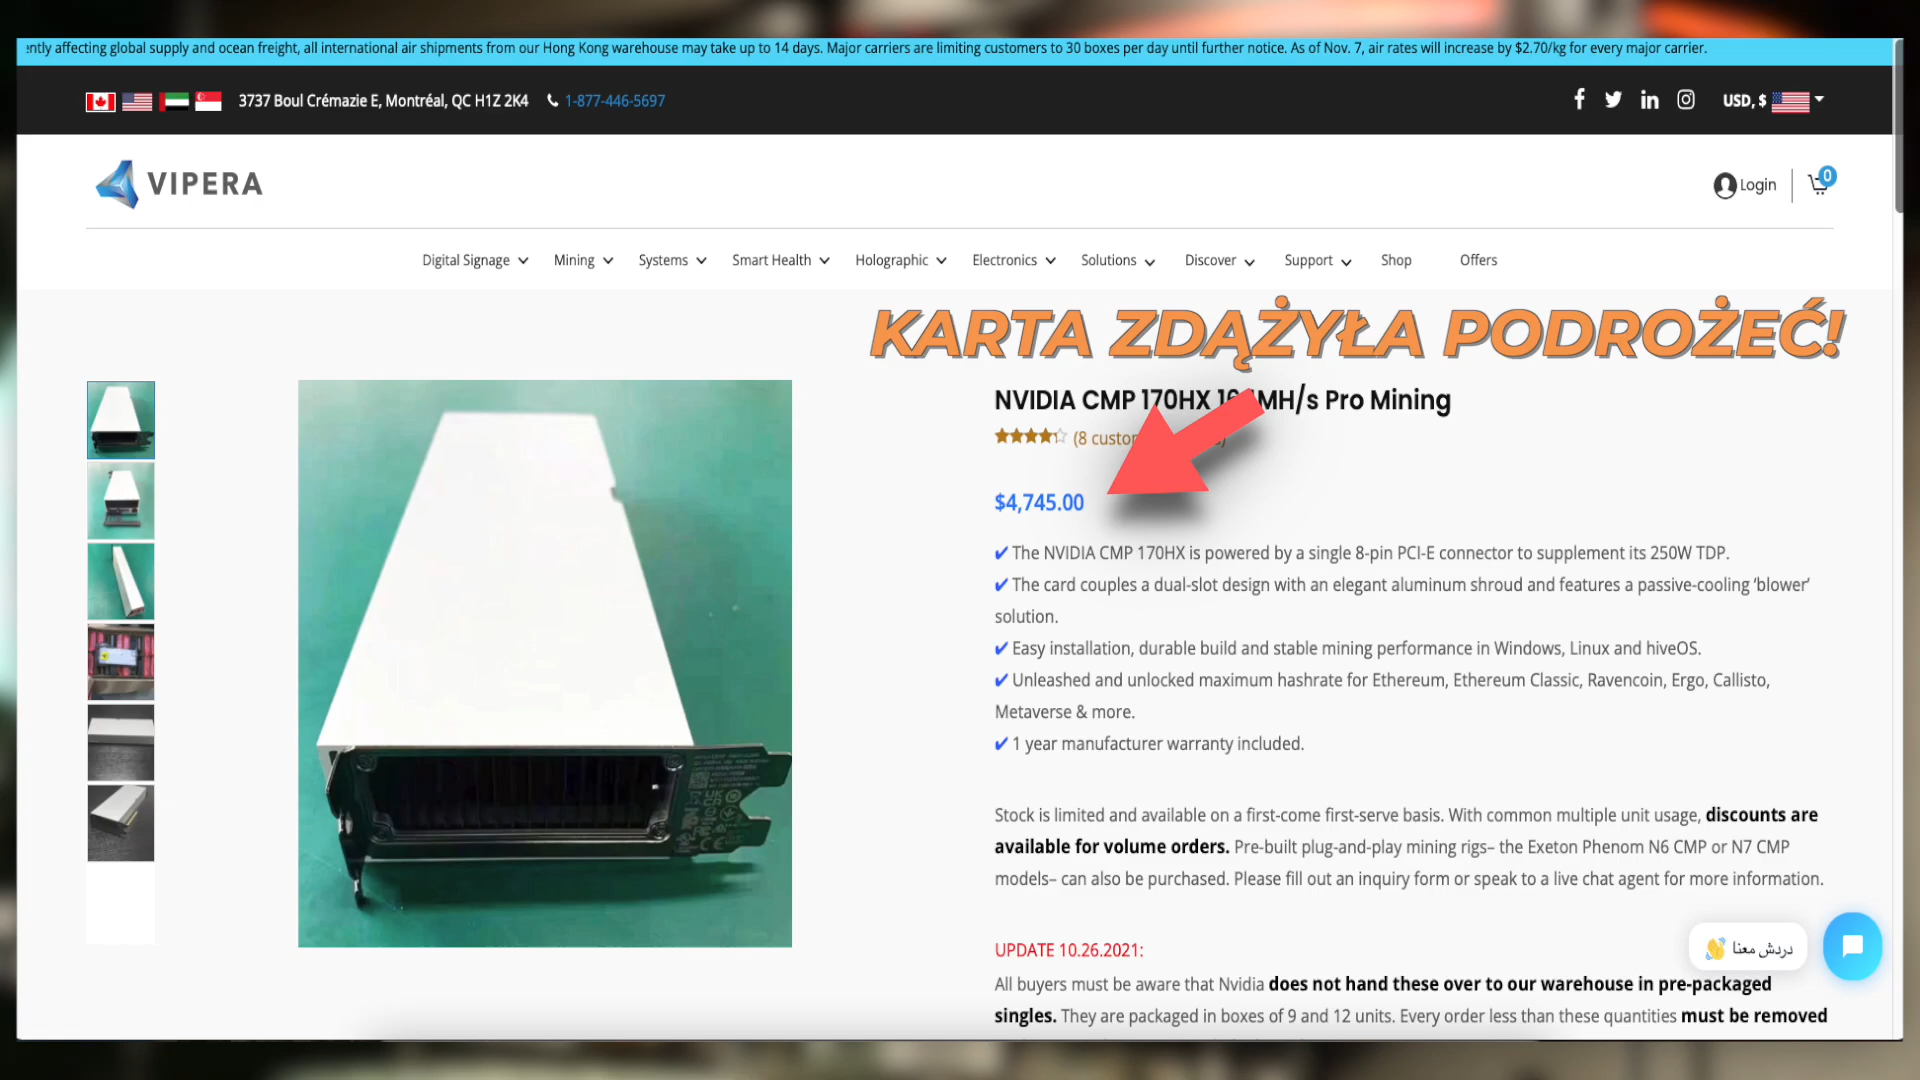 ently affecting global supply and ocean freight, all international air shipments from our Hong Kong warehouse may take up to 14 days. Major carriers are limiting customers to 30 boxes per day until further notice. As of Nov. 7, air rates will increase by $2.70/kg for every major carrier.
3737 Boul Crémazie E, Montréal, QC H1Z 2K4 1-877-446-5697
USD, $
VIPERA
Login
0
Digital Signage Mining Systems Smart Health Holographic Electronics Solutions Discover Support Shop Offers
KARTA ZDĄŻYŁA PODROŻEĆ!
NVIDIA CMP 170HX MH/s Pro Mining
(8
$4,745.00
✔ The NVIDIA CMP 170HX is powered by a single 8-pin PCI-E connector to supplement its 250W TDP.
✔ The card couples a dual-slot design with an elegant aluminum shroud and features a passive-cooling ‘blower’
solution.
✔ Easy installation, durable build and stable mining performance in Windows, Linux and hiveOS.
✔ Unleashed and unlocked maximum hashrate for Ethereum, Ethereum Classic, Ravencoin, Ergo, Callisto,
Metaverse & more.
✔ 1 year manufacturer warranty included.
Stock is limited and available on a first-come first-serve basis. With common multiple unit usage, discounts are
available for volume orders. Pre-built plug-and-play mining rigs– the Exeton Phenom N6 CMP or N7 CMP
models– can also be purchased. Please fill out an inquiry form or speak to a live chat agent for more information.
دردش معنا
UPDATE 10.26.2021:
All buyers must be aware that Nvidia does not hand these over to our warehouse in pre-packaged
singles. They are packaged in boxes of 9 and 12 units. Every order less than these quantities must be removed